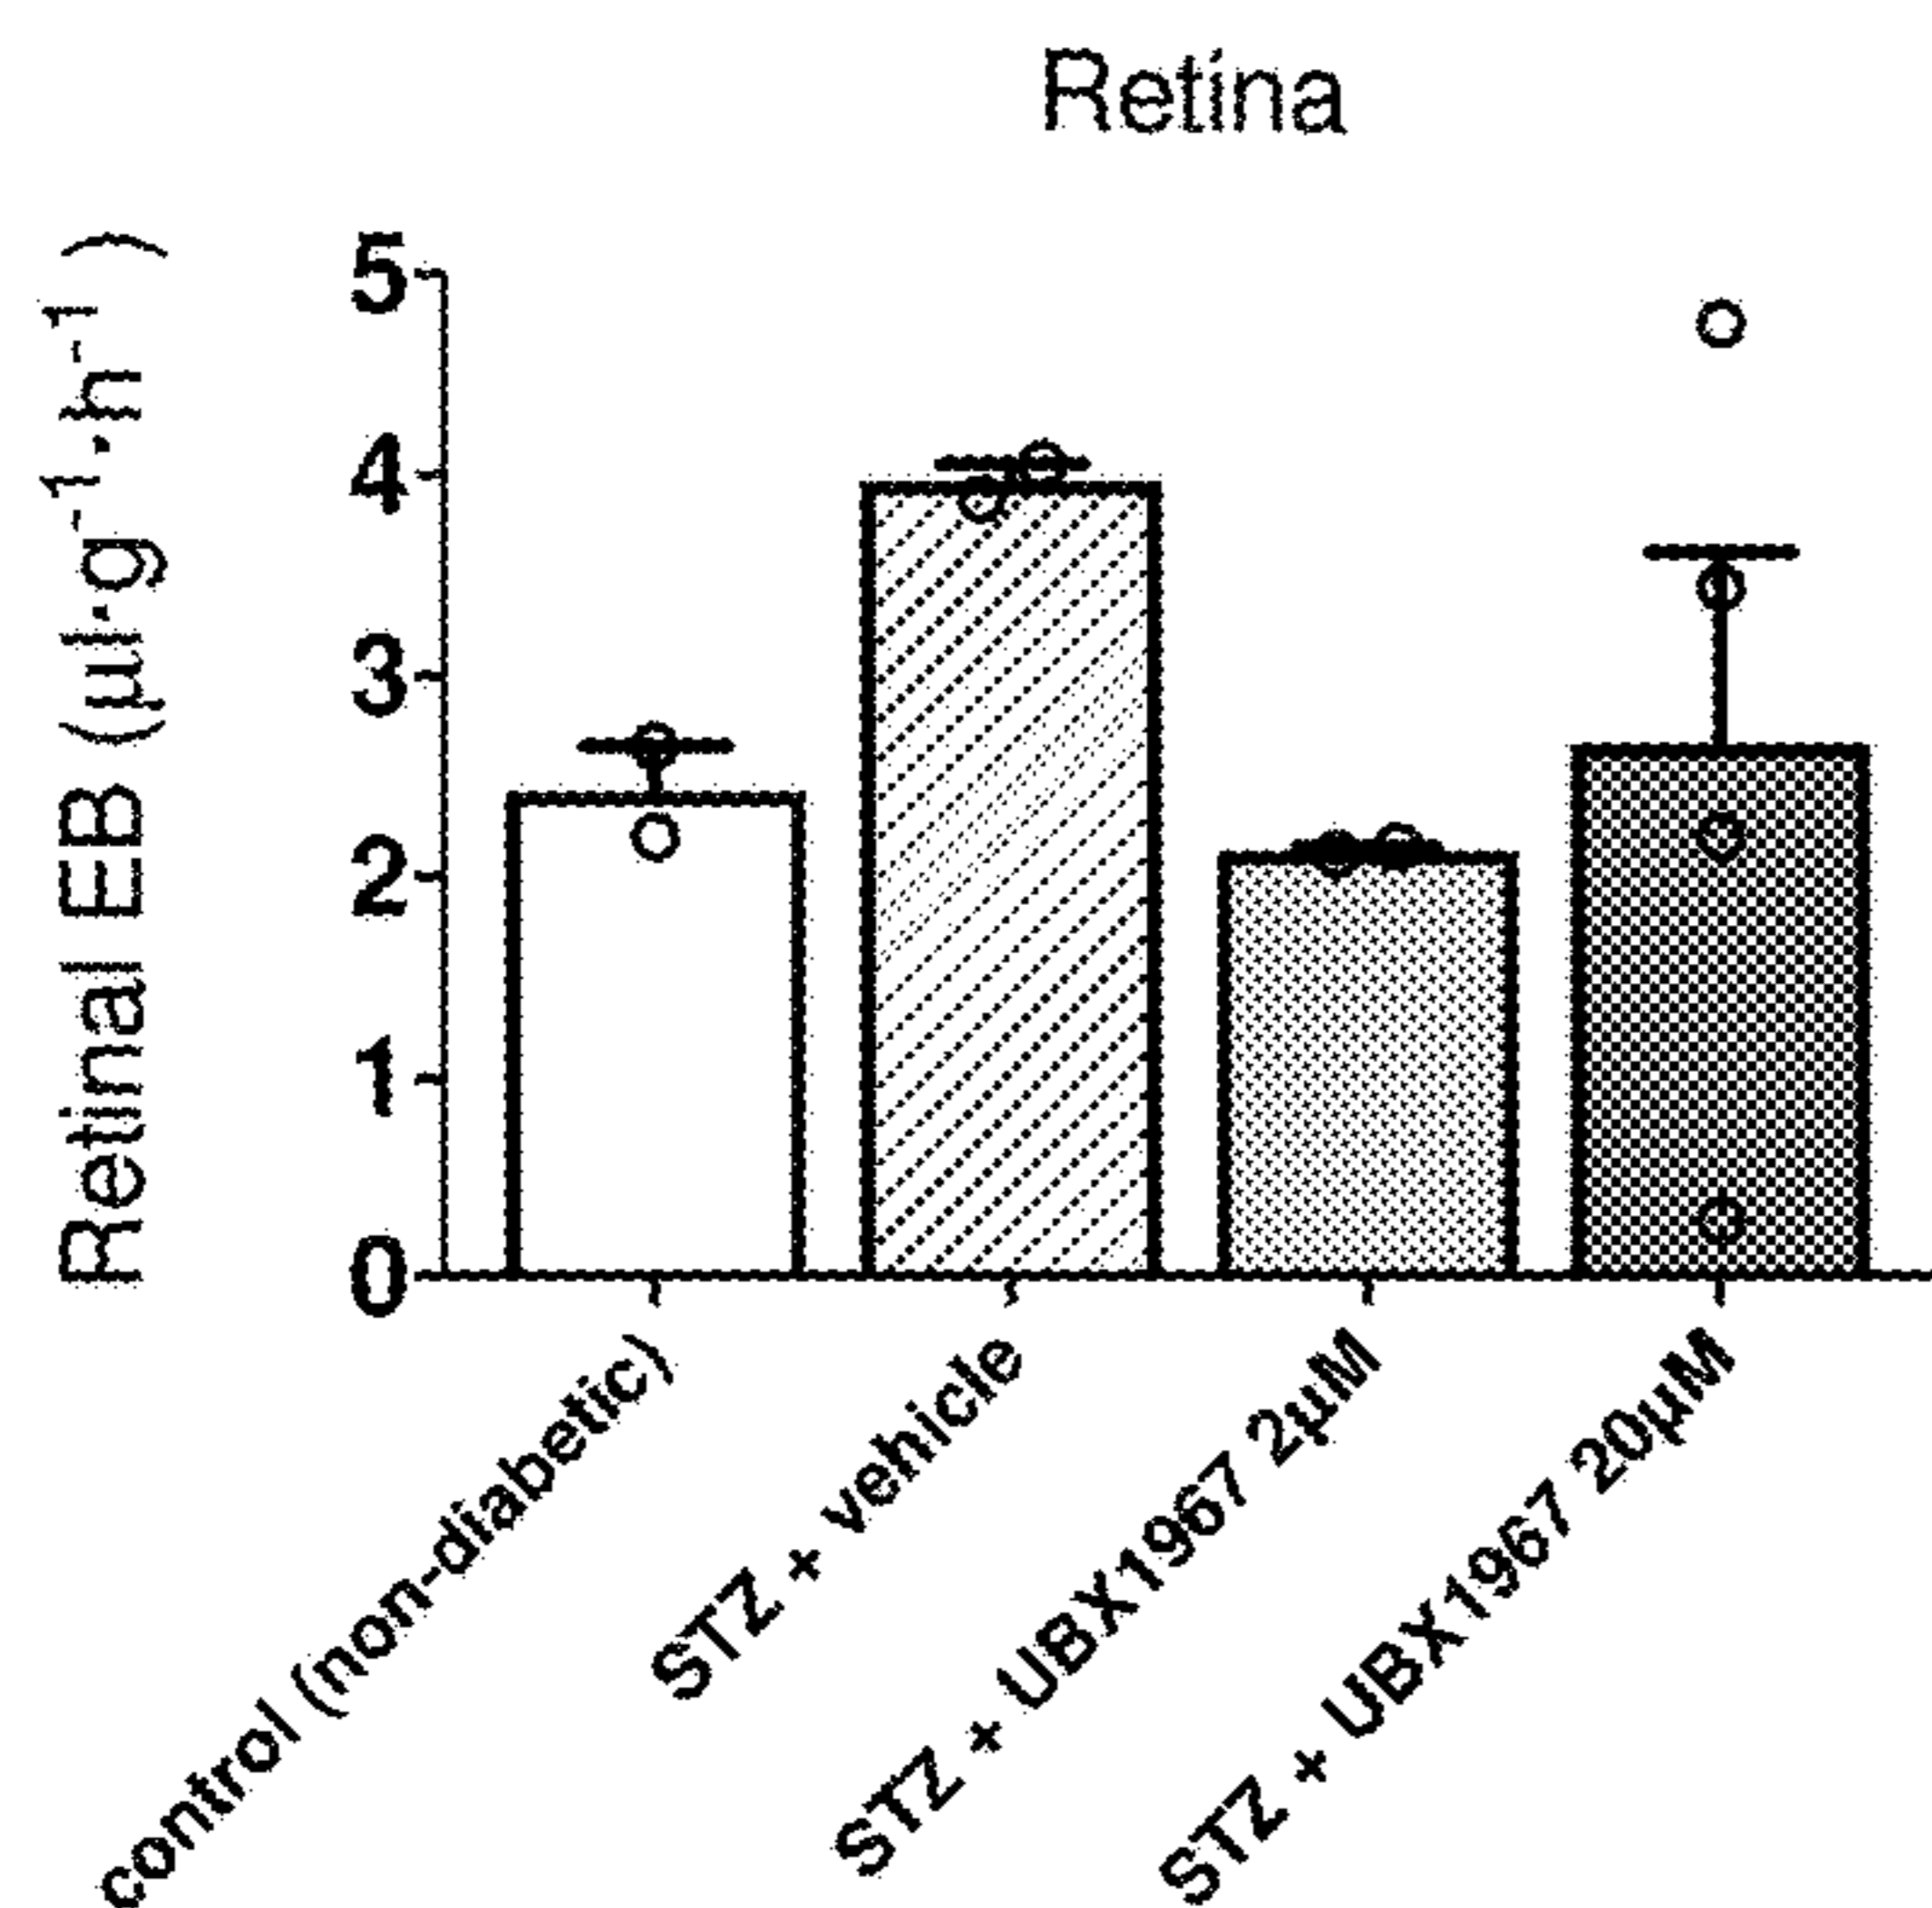 Retina
Retinal EB (µl·g⁻¹·h⁻¹ )
5
4
3
2
1
0
control (non-diabetic)
STZ + vehicle
STZ + UBX1967 2µM
STZ + UBX1967 20µM